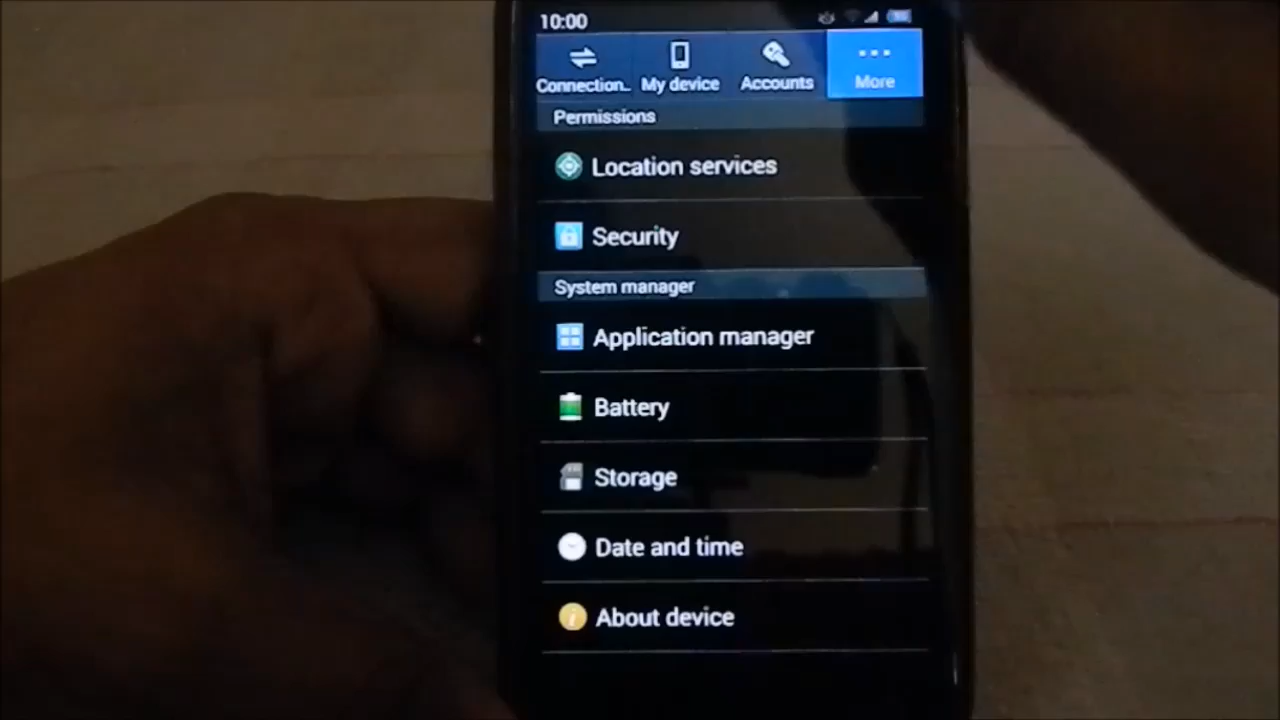 10:00
Connection..
My device
Accounts
More
Permissions
Location services
Security
System manager
Application manager
Battery
Storage
Date and time
About device